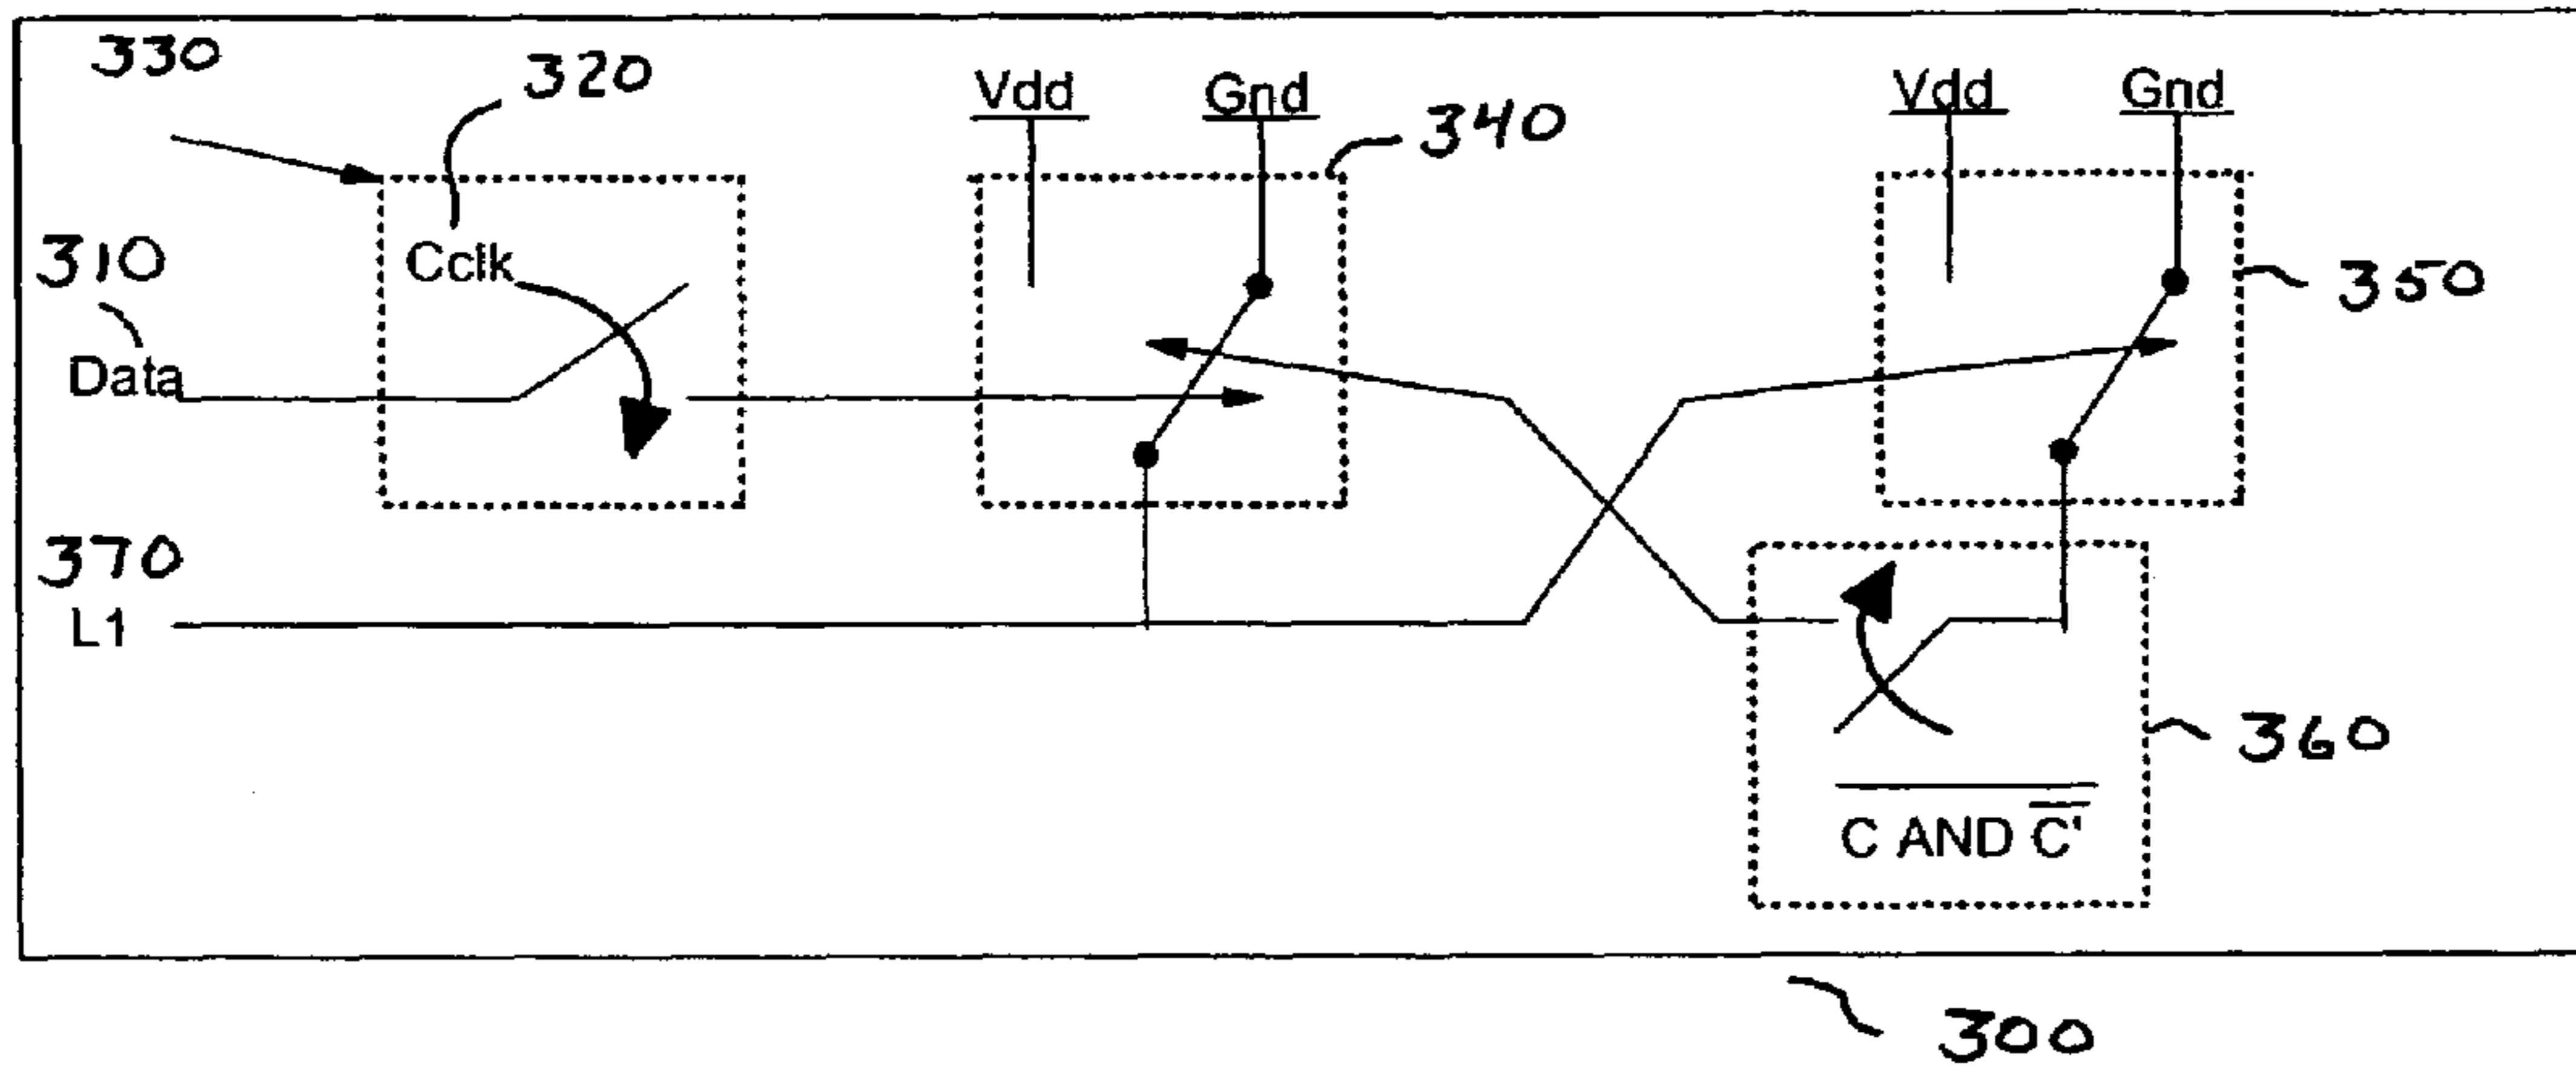 330
320
Vdd
Gnd
340
Vdd
Gnd
310
Cclk
350
Data
370
L1
360
C AND C̅'̅
300